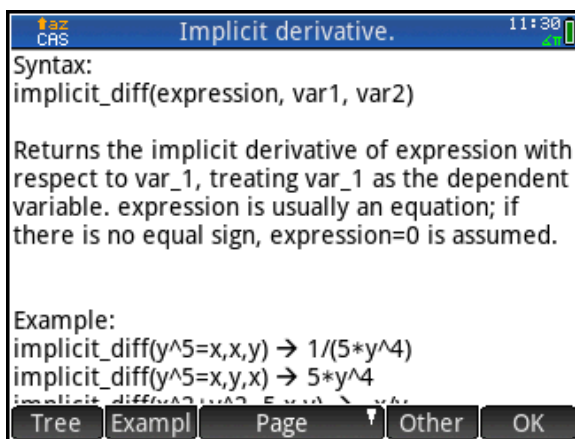 az
CAS
Implicit derivative.
11:30
∡π
Syntax:
implicit_diff(expression, var1, var2)
Returns the implicit derivative of expression with
respect to var_1, treating var_1 as the dependent
variable. expression is usually an equation; if
there is no equal sign, expression=0 is assumed.
Example:
implicit_diff(y^5=x,x,y) → 1/(5*y^4)
implicit_diff(y^5=x,y,x) → 5*y^4
Tree Exampl Page Other OK